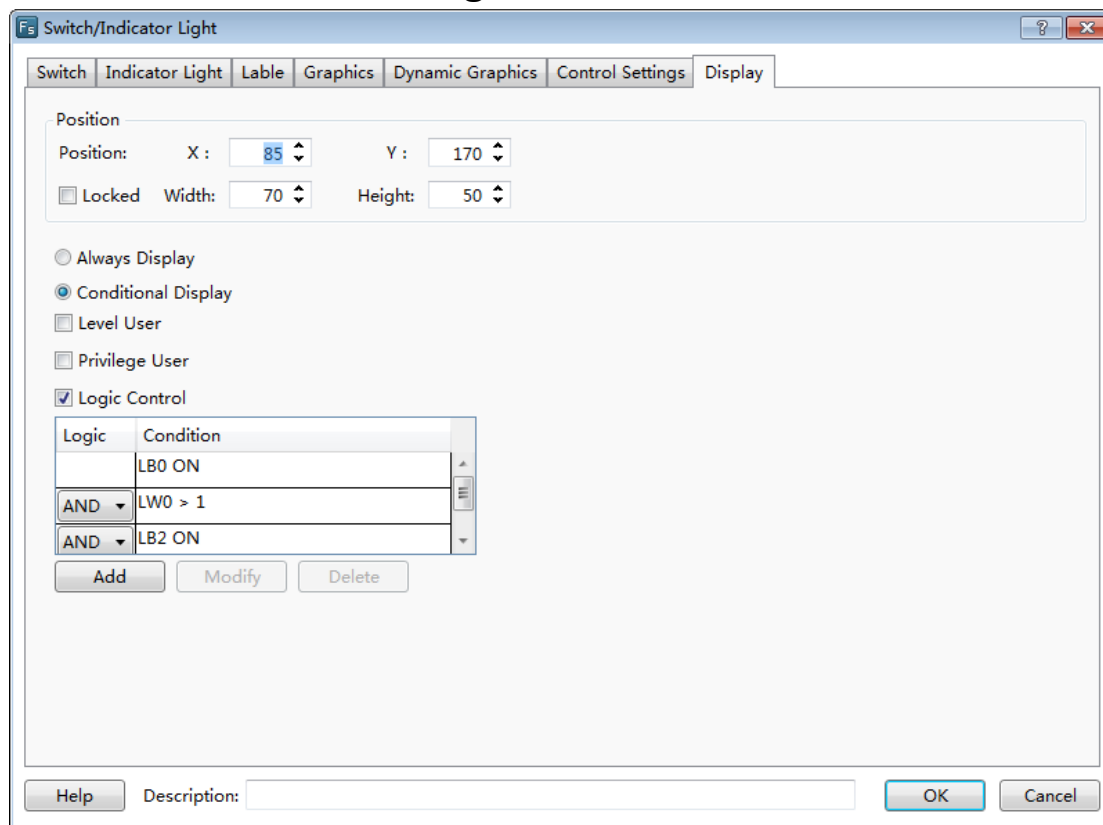 Fs Switch/Indicator Light ?
Switch Indicator Light Lable Graphics Dynamic Graphics Control Settings Display
Position
Position: X : 85 Y : 170
Locked Width: 70 Height: 50
Always Display
Conditional Display
Level User
Privilege User
Logic Control
Logic Condition
LB0 ON
AND LW0 > 1
AND LB2 ON
Add Modify Delete
Help Description: OK Cancel